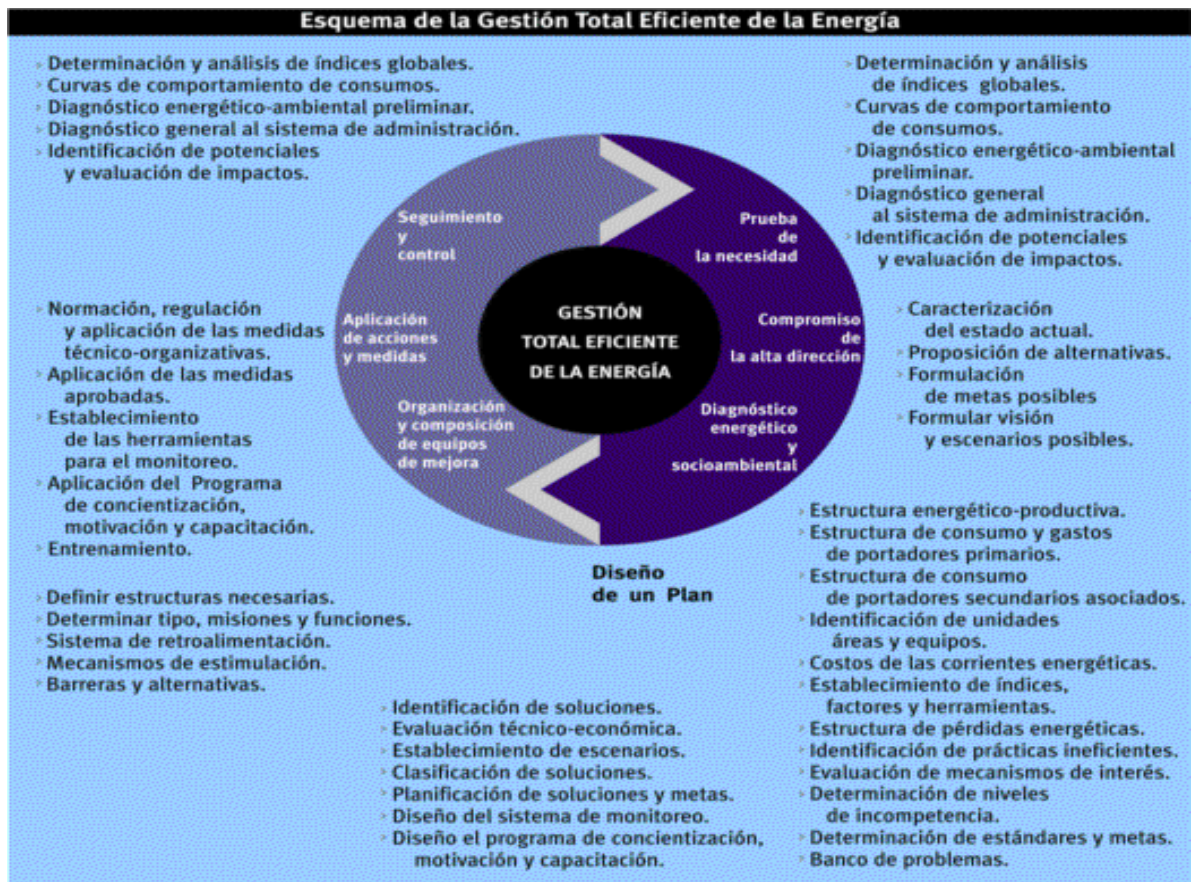 Esquema de la Gestión Total Eficiente de la Energía
Determinación y análisis de índices globales.
Curvas de comportamiento de consumos.
Diagnóstico energético-ambiental preliminar.
Diagnóstico general al sistema de administración.
Identificación de potenciales
y evaluación de impactos.
Determinación y análisis
de índices globales.
Curvas de comportamiento
de consumos.
Diagnóstico energético-ambiental
preliminar.
Diagnóstico general
al sistema de administración.
Identificación de potenciales
y evaluación de impactos.
Seguimiento
y
control
Prueba
de
la necesidad
Aplicación
de acciones
y medidas
GESTIÓN
TOTAL EFICIENTE
DE LA ENERGÍA
Compromiso
de
la alta dirección
Organización
y composición
de equipos
de mejora
Diagnóstico
energético
y
socioambiental
Diseño
de un Plan
Normación, regulación
y aplicación de las medidas
técnico-organizativas.
Aplicación de las medidas
aprobadas.
Establecimiento
de las herramientas
para el monitoreo.
Aplicación del Programa
de concientización,
motivación y capacitación.
Entrenamiento.
Caracterización
del estado actual.
Proposición de alternativas.
Formulación
de metas posibles
Formular visión
y escenarios posibles.
Definir estructuras necesarias.
Determinar tipo, misiones y funciones.
Sistema de retroalimentación.
Mecanismos de estimulación.
Barreras y alternativas.
Identificación de soluciones.
Evaluación técnico-económica.
Establecimiento de escenarios.
Clasificación de soluciones.
Planificación de soluciones y metas.
Diseño del sistema de monitoreo.
Diseño el programa de concientización,
motivación y capacitación.
Estructura energético-productiva.
Estructura de consumo y gastos
de portadores primarios.
Estructura de consumo
de portadores secundarios asociados.
Identificación de unidades
áreas y equipos.
Costos de las corrientes energéticas.
Establecimiento de índices,
factores y herramientas.
Estructura de pérdidas energéticas.
Identificación de prácticas ineficientes.
Evaluación de mecanismos de interés.
Determinación de niveles
de incompetencia.
Determinación de estándares y metas.
Banco de problemas.